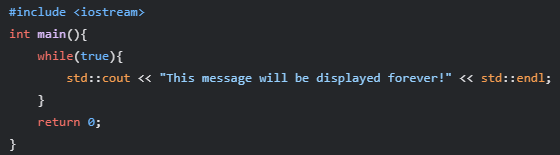 #include <iostream>
int main(){
    while(true){
        std::cout << "This message will be displayed forever!" << std::endl;
    }
    return 0;
}